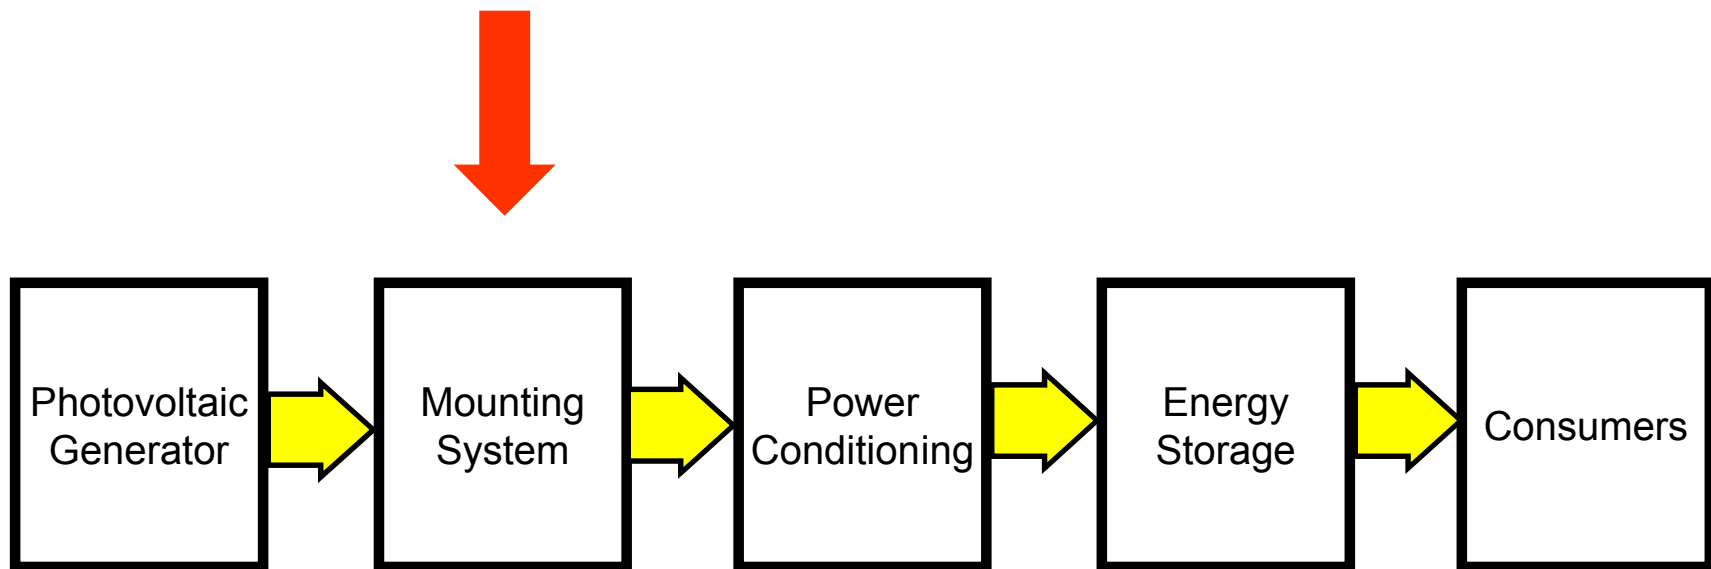 Photovoltaic
Generator
Mounting
System
Power
Conditioning
Energy
Storage
Consumers